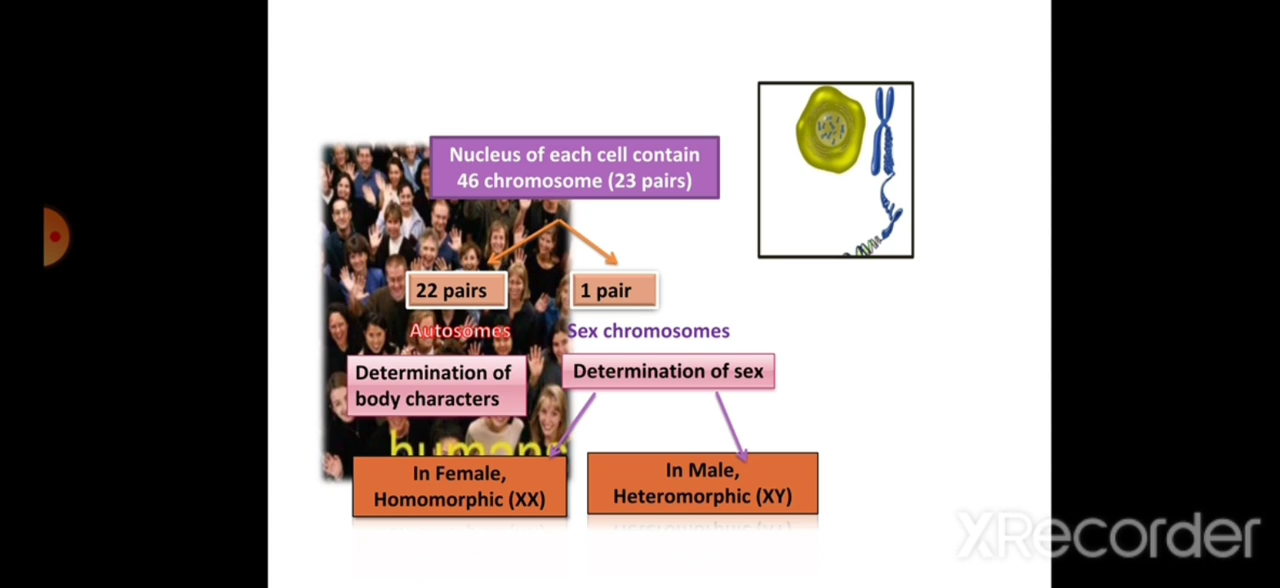 Nucleus of each cell contain
46 chromosome (23 pairs)
22 pairs
1 pair
Autosomes
Sex chromosomes
Determination of
body characters
Determination of sex
humans
In Female,
Homomorphic (XX)
In Male,
Heteromorphic (XY)
XRecorder